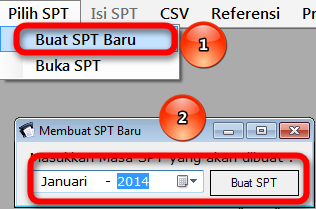 Pilih SPT Isi SPT CSV Referensi Pr
Buat SPT Baru 1
Buka SPT
2
Membuat SPT Baru
Masukkan Masa SPT yang akan dibuat :
Januari - 2014 Buat SPT